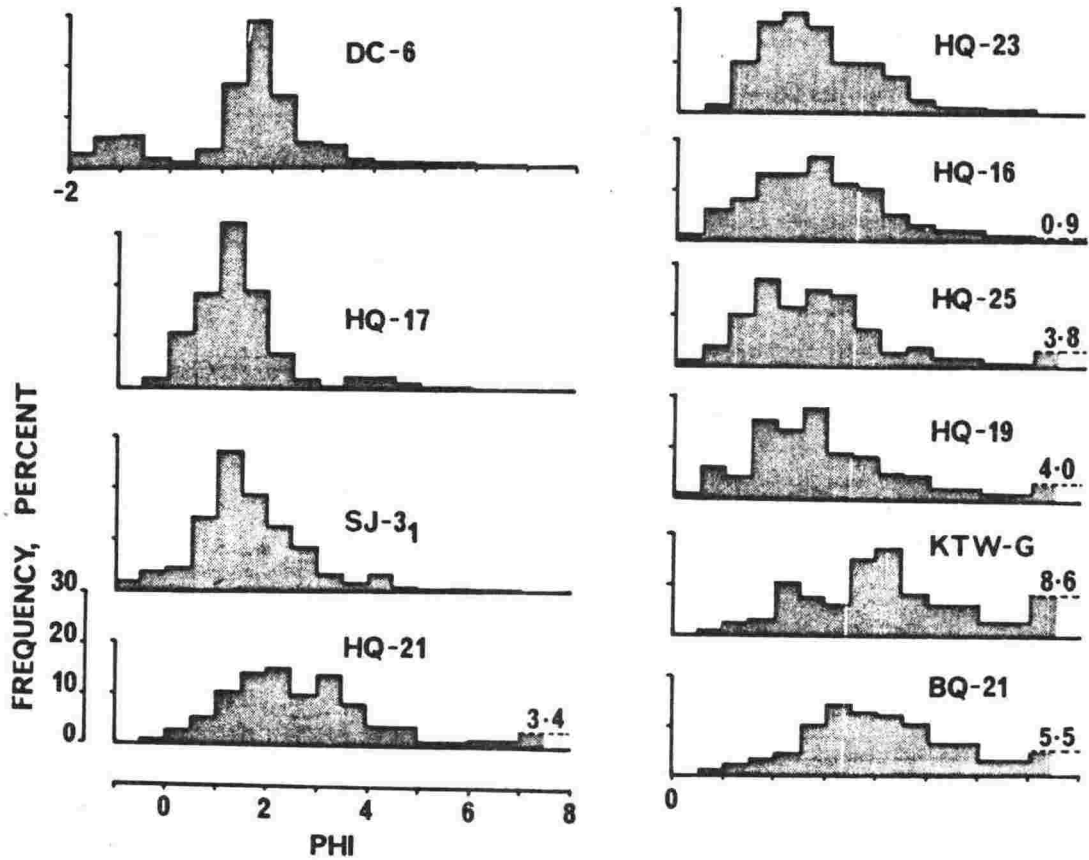 DC-6
-2
HQ-17
SJ-3₁
HQ-21
3·4
FREQUENCY, PERCENT
30
20
10
0
0 2 4 6 8
PHI
HQ-23
HQ-16
0·9
HQ-25
3·8
HQ-19
4·0
KTW-G
8·6
BQ-21
5·5
0